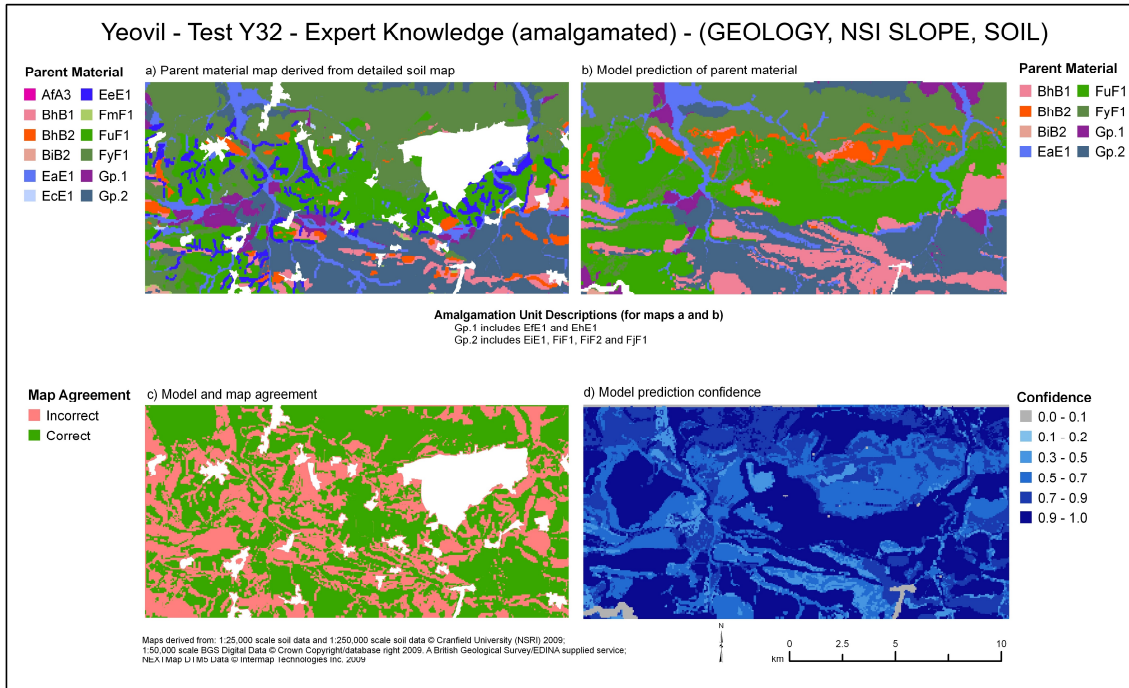 Yeovil - Test Y32 - Expert Knowledge (amalgamated) - (GEOLOGY, NSI SLOPE, SOIL)
Parent Material
AfA3 EeE1
BhB1 FmF1
BhB2 FuF1
BiB2 FyF1
EaE1 Gp.1
EcE1 Gp.2
a) Parent material map derived from detailed soil map
b) Model prediction of parent material
Parent Material
BhB1 FuF1
BhB2 FyF1
BiB2 Gp.1
EaE1 Gp.2
Amalgamation Unit Descriptions (for maps a and b)
Gp.1 includes EfE1 and EhE1
Gp.2 includes EiE1, FiF1, FiF2 and FjF1
Map Agreement
Incorrect
Correct
c) Model and map agreement
d) Model prediction confidence
Confidence
0.0 - 0.1
0.1 - 0.2
0.3 - 0.5
0.5 - 0.7
0.7 - 0.9
0.9 - 1.0
Maps derived from: 1:25,000 scale soil data and 1:250,000 scale soil data © Cranfield University (NSRI) 2009;
1:50,000 scale BGS Digital Data © Crown Copyright/database right 2009. A British Geological Survey/EDINA supplied service;
NEXTMap DTM5 Data © Intermap Technologies Inc. 2009
N
0 2.5 5 10
km